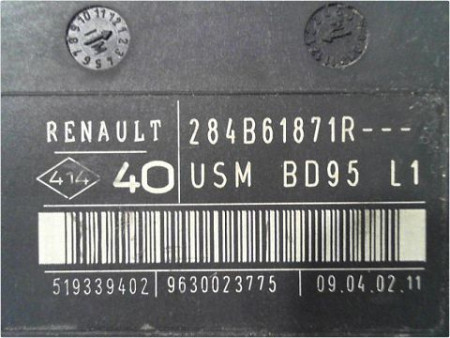 RENAULT 284B61871R---
414 40 USM BD95 L1
519339402 9630023775 09.04.02.11